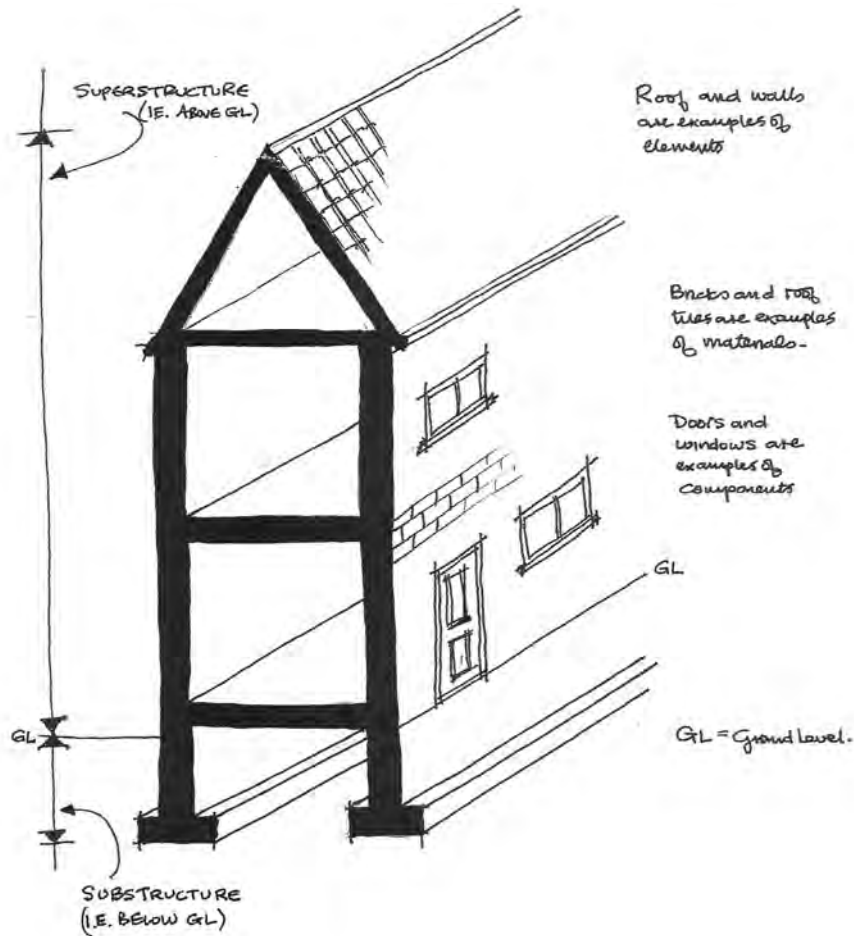 SUPERSTRUCTURE
(IE. ABOVE GL)
Roof and walls
are examples of
elements
Bricks and roof
tiles are examples
of materials-
Doors and
windows are
examples of
components
GL
GL
GL = Ground Level.
SUBSTRUCTURE
(I.E. BELOW GL)